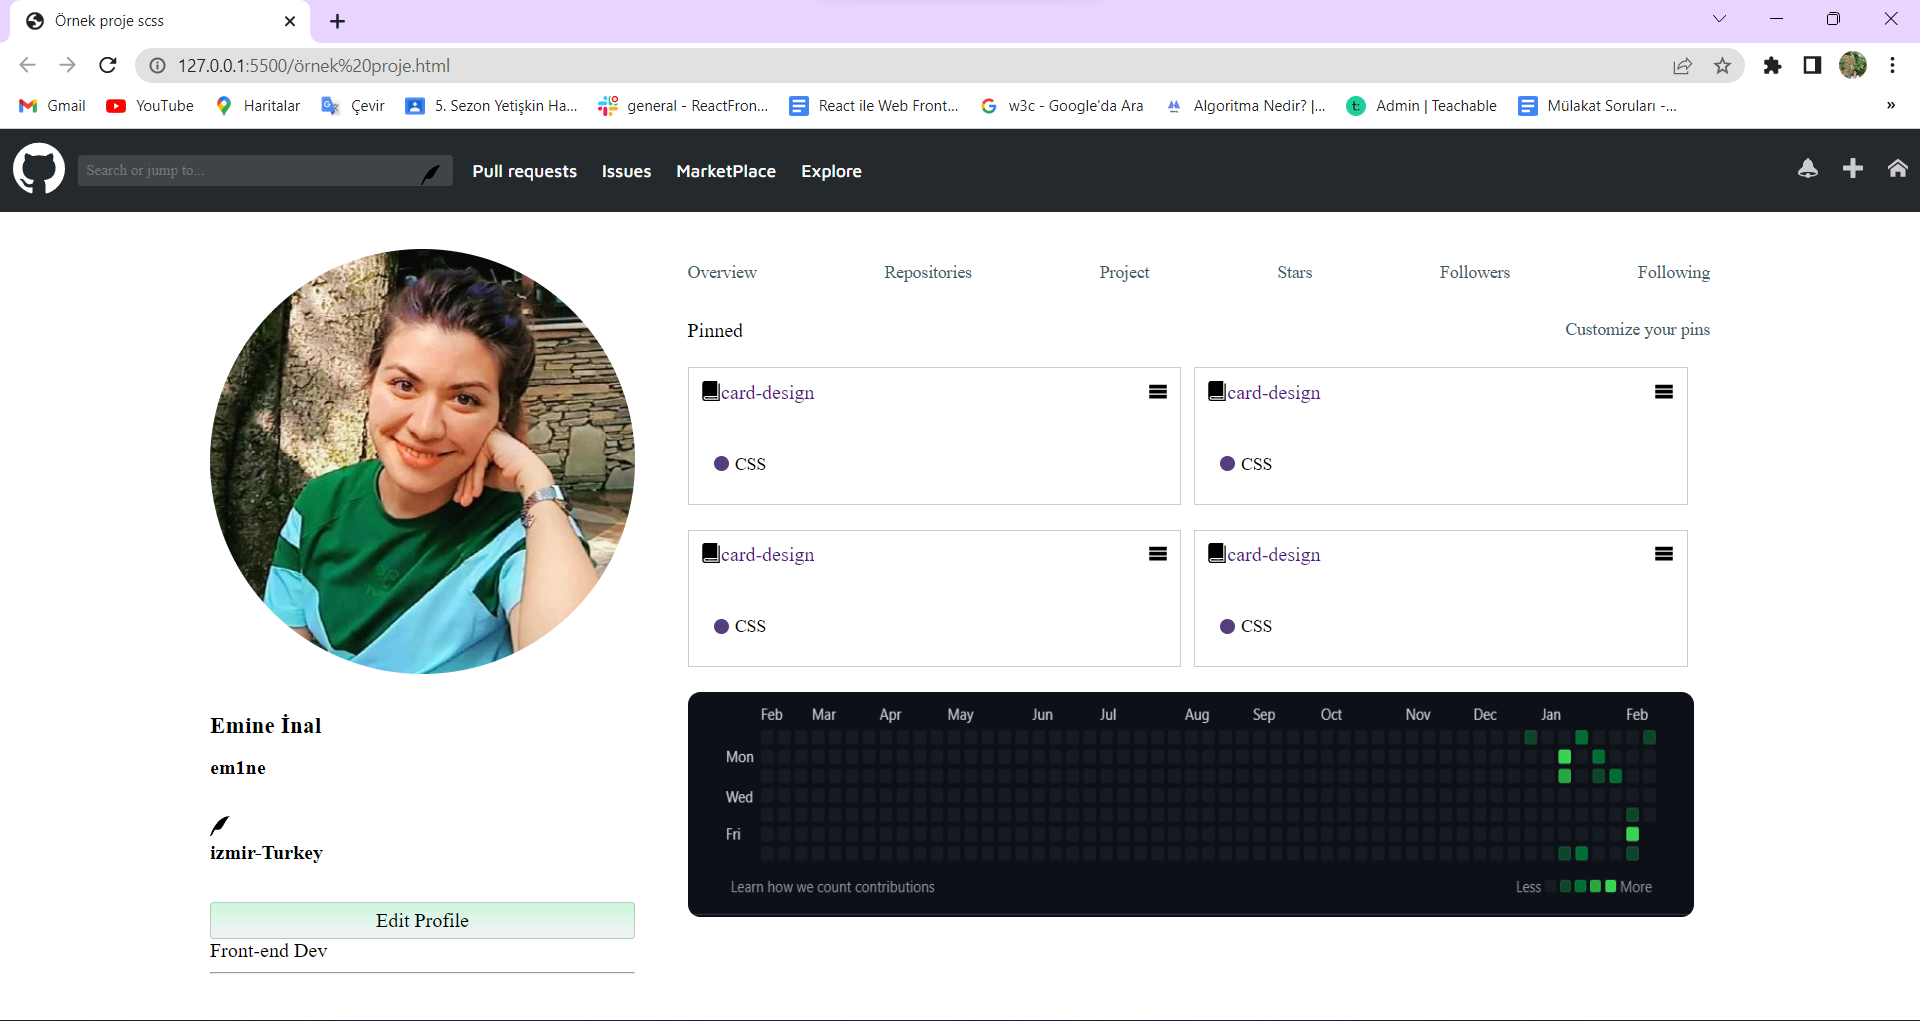 Örnek proje scss
127.0.0.1:5500/örnek%20proje.html
Gmail YouTube Haritalar Çevir 5. Sezon Yetişkin Ha... general - ReactFron... React ile Web Front... w3c - Google'da Ara Algoritma Nedir? |... t: Admin | Teachable Mülakat Soruları -... »
Search or jump to... Pull requests Issues MarketPlace Explore
Overview Repositories Project Stars Followers Following
Pinned Customize your pins
card-design card-design
CSS CSS
card-design card-design
CSS CSS
Feb Mar Apr May Jun Jul Aug Sep Oct Nov Dec Jan Feb
Mon
Wed
Fri
Learn how we count contributions Less More
Emine İnal
em1ne
izmir-Turkey
Edit Profile
Front-end Dev